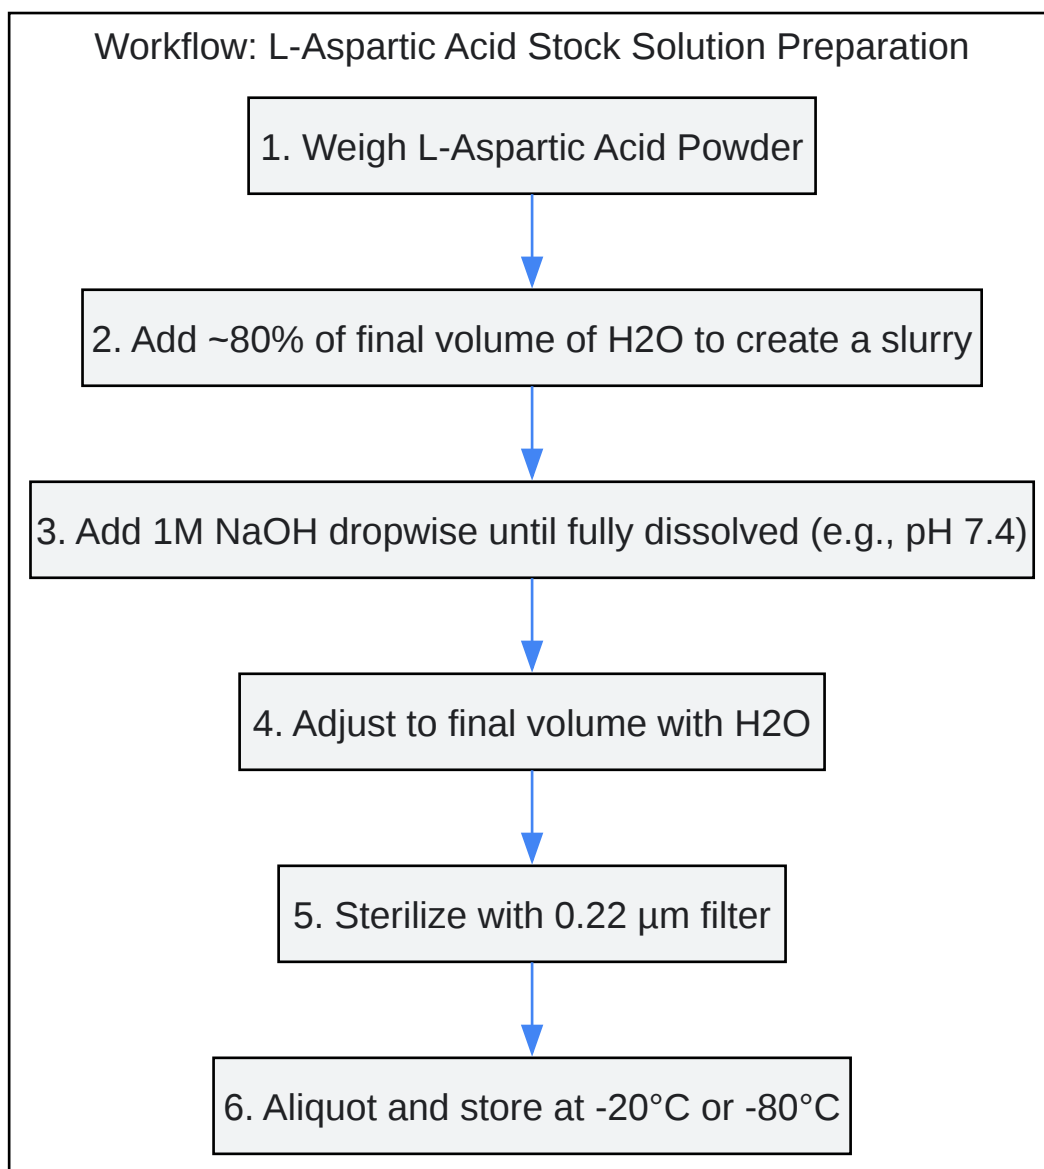 Workflow: L-Aspartic Acid Stock Solution Preparation
1. Weigh L-Aspartic Acid Powder
2. Add ~80% of final volume of H2O to create a slurry
3. Add 1M NaOH dropwise until fully dissolved (e.g., pH 7.4)
4. Adjust to final volume with H2O
5. Sterilize with 0.22 µm filter
6. Aliquot and store at -20°C or -80°C